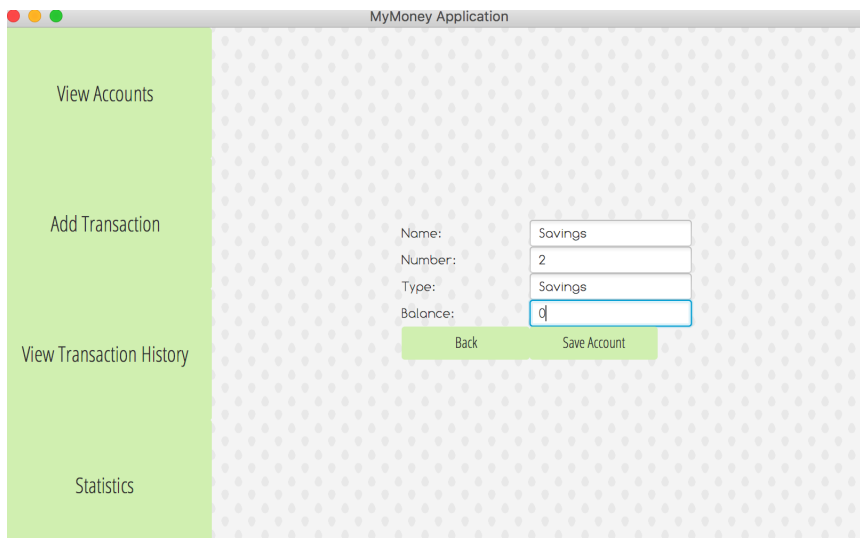 MyMoney Application
View Accounts
Add Transaction
View Transaction History
Statistics
Name: Savings
Number: 2
Type: Savings
Balance: 0
Back Save Account